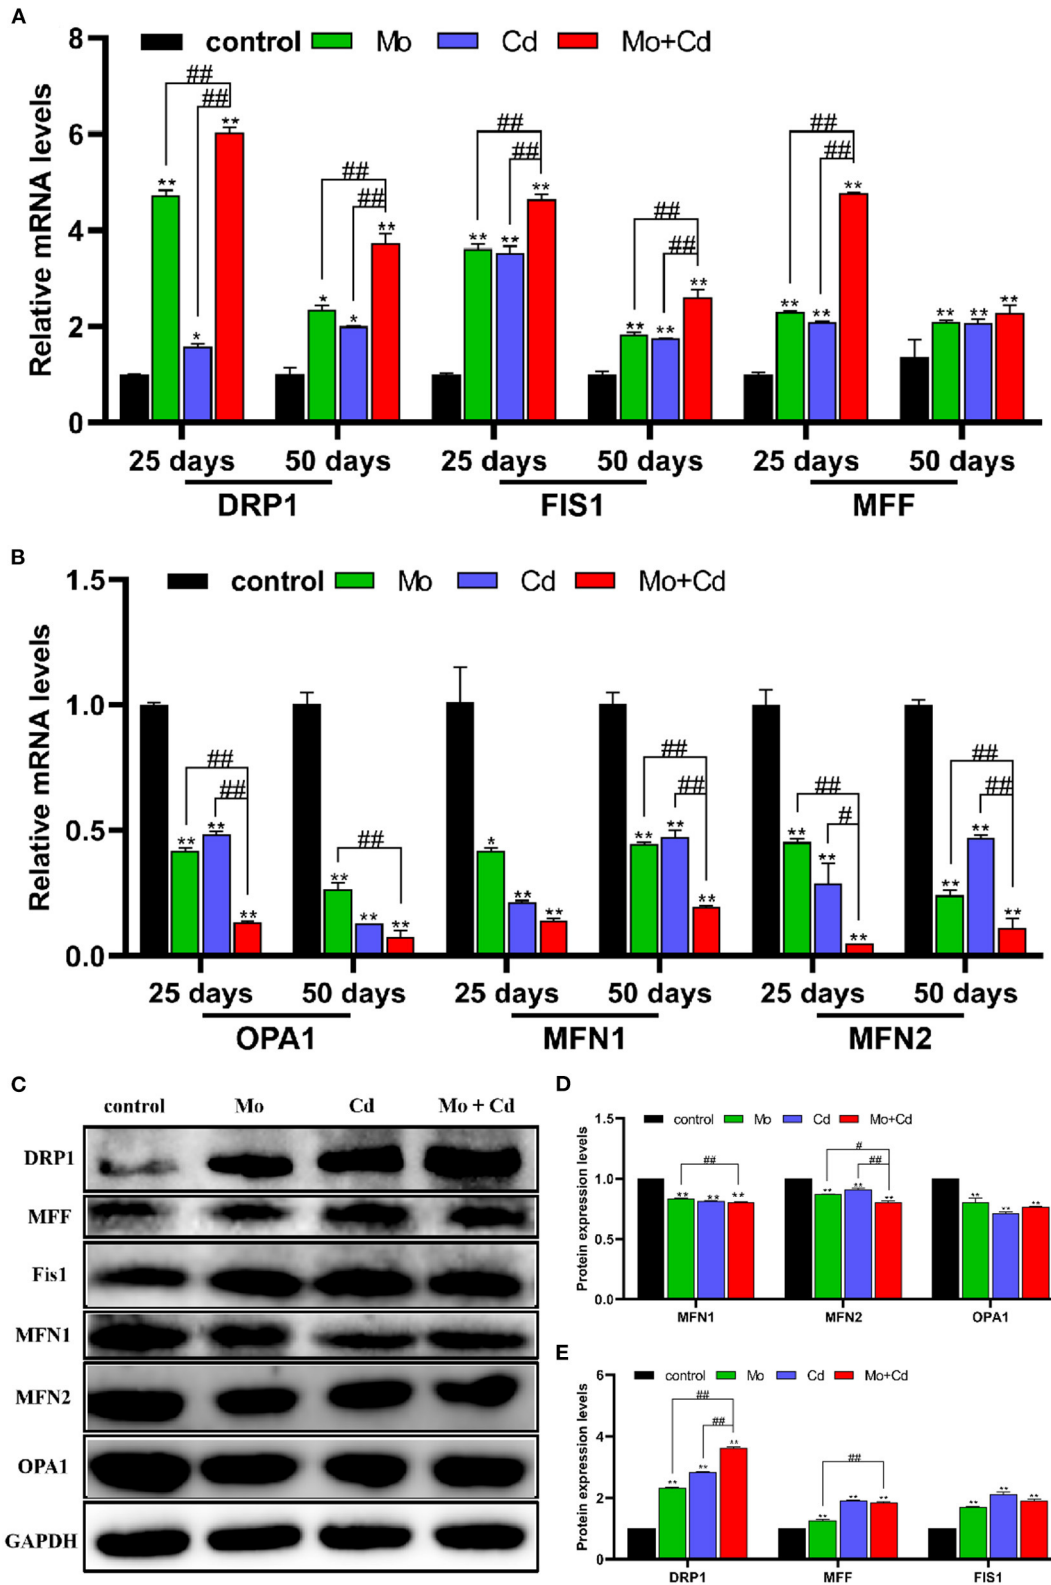 A
control Mo Cd Mo+Cd
Relative mRNA levels
8
6
4
2
0
## ## ## ## ## ## ## ## ## ##
** * ** * * ** ** ** ** ** ** ** ** ** ** ** ** **
25 days 50 days 25 days 50 days 25 days 50 days
DRP1 FIS1 MFF
B
control Mo Cd Mo+Cd
Relative mRNA levels
1.5
1.0
0.5
0.0
## ## ## ## ## ## # ## ##
** ** ** ** ** ** * ** ** ** ** ** ** ** ** ** ** **
25 days 50 days 25 days 50 days 25 days 50 days
OPA1 MFN1 MFN2
C
control Mo Cd Mo + Cd
DRP1
MFF
Fis1
MFN1
MFN2
OPA1
GAPDH
D
control Mo Cd Mo+Cd
Protein expression levels
1.5
1.0
0.5
0.0
## # ##
** ** ** ** ** ** ** ** **
MFN1 MFN2 OPA1
E
control Mo Cd Mo+Cd
Protein expression levels
6
4
2
0
## ## ##
** ** ** ** ** ** ** ** **
DRP1 MFF FIS1